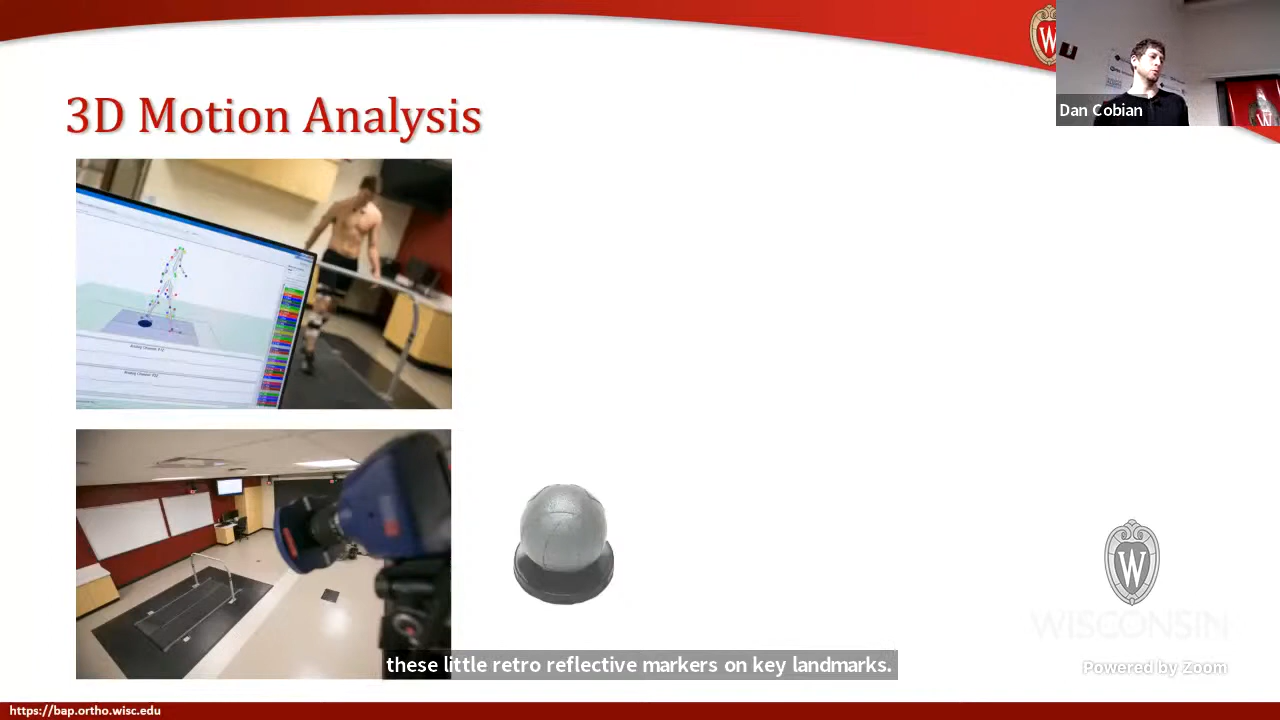 W
Dan Cobian
W
3D Motion Analysis
W
WISCONSIN
these little retro reflective markers on key landmarks.
Powered by Zoom
https://bap.ortho.wisc.edu